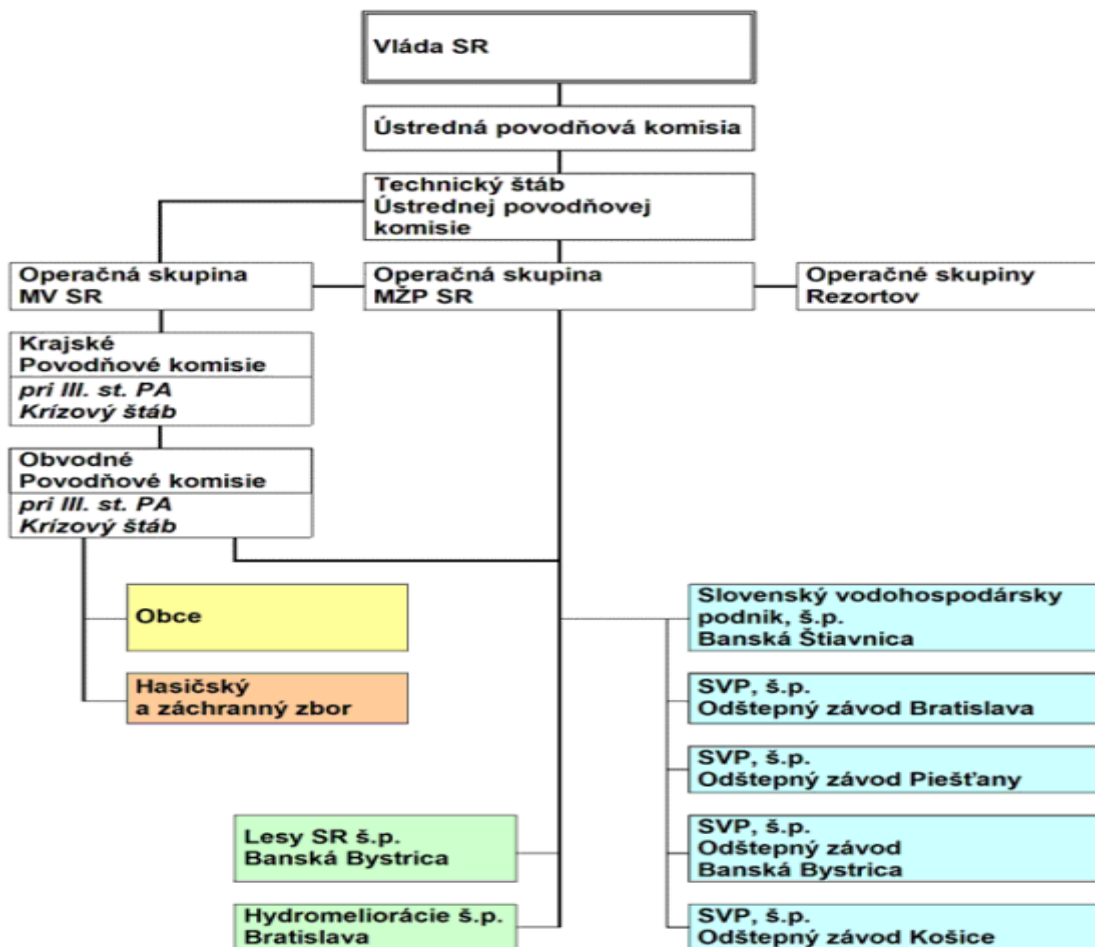 Vláda SR
Ústredná povodňová komisia
Technický štáb
Ústrednej povodňovej
komisie
Operačná skupina
MV SR
Operačná skupina
MŽP SR
Operačné skupiny
Rezortov
Krajské
Povodňové komisie
pri III. st. PA
Krízový štáb
Obvodné
Povodňové komisie
pri III. st. PA
Krízový štáb
Obce
Hasičský
a záchranný zbor
Lesy SR š.p.
Banská Bystrica
Hydromeliorácie š.p.
Bratislava
Slovenský vodohospodársky
podnik, š.p.
Banská Štiavnica
SVP, š.p.
Odštepný závod Bratislava
SVP, š.p.
Odštepný závod Piešťany
SVP, š.p.
Odštepný závod
Banská Bystrica
SVP, š.p.
Odštepný závod Košice